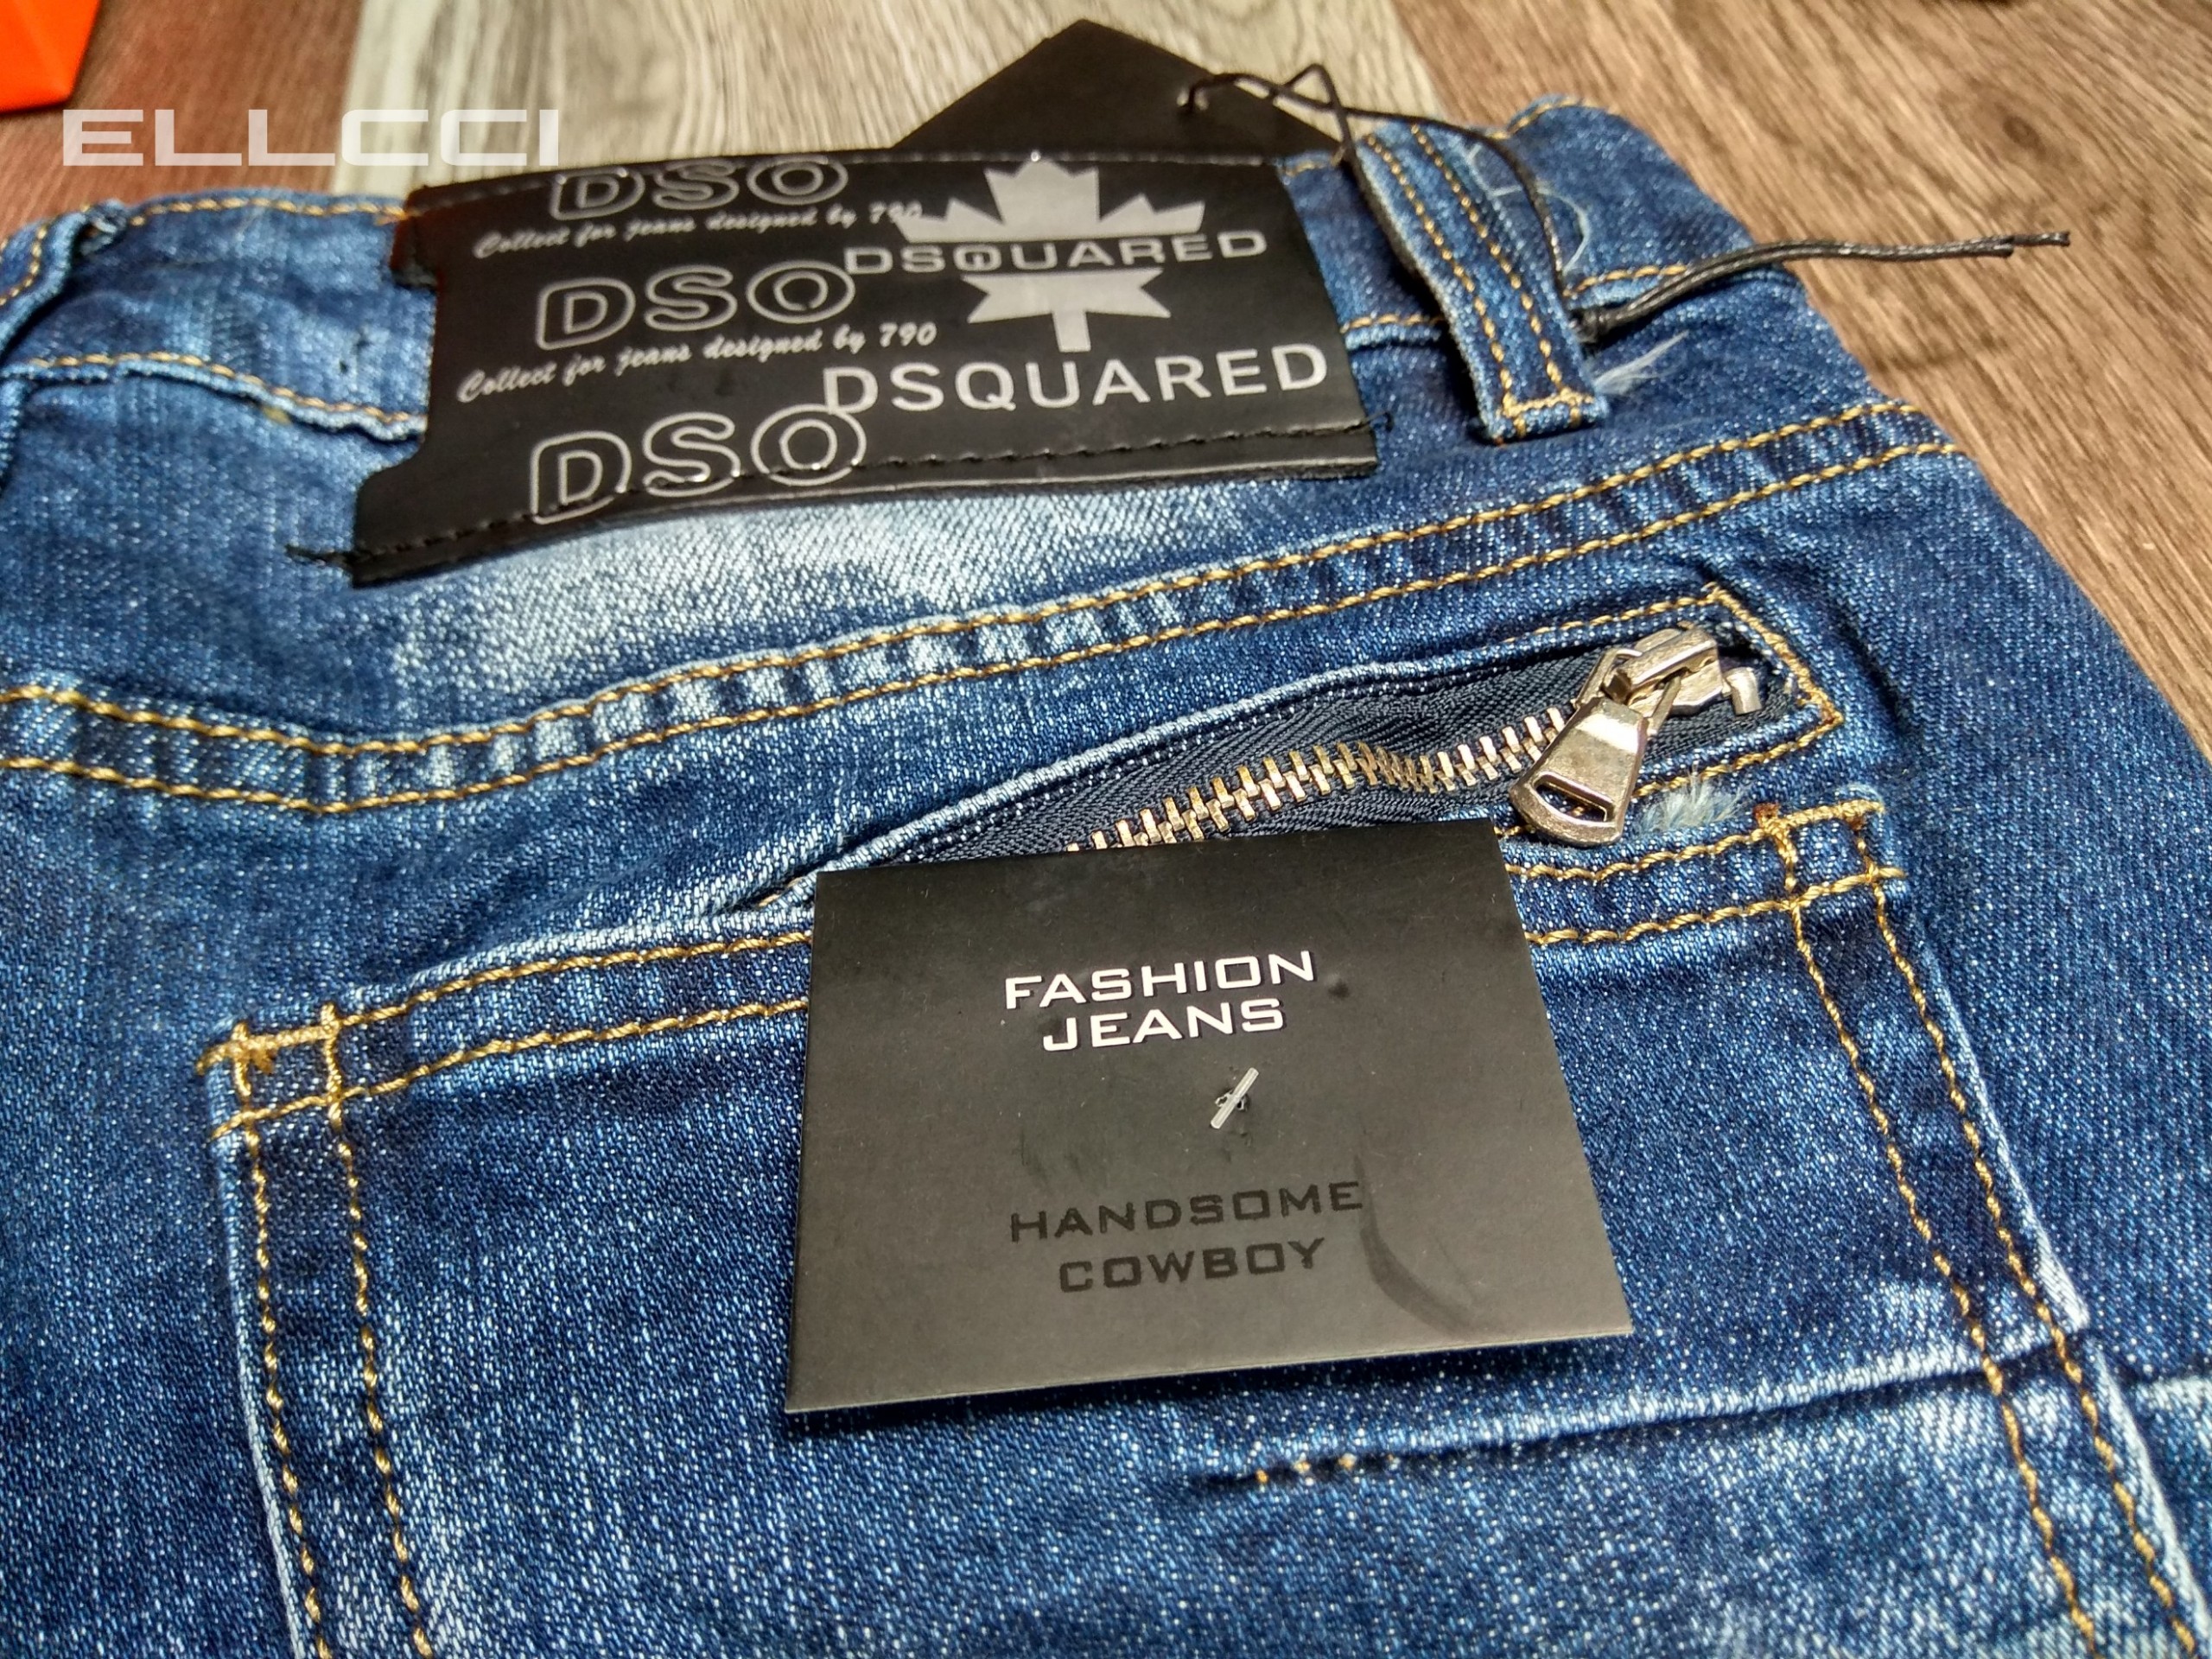 ELLCCI
DSO
Collect for jeans designed by 790
DSQUARED
DSO
Collect for jeans designed by 790
DSQUARED
DSO
FASHION
JEANS
HANDSOME
COWBOY